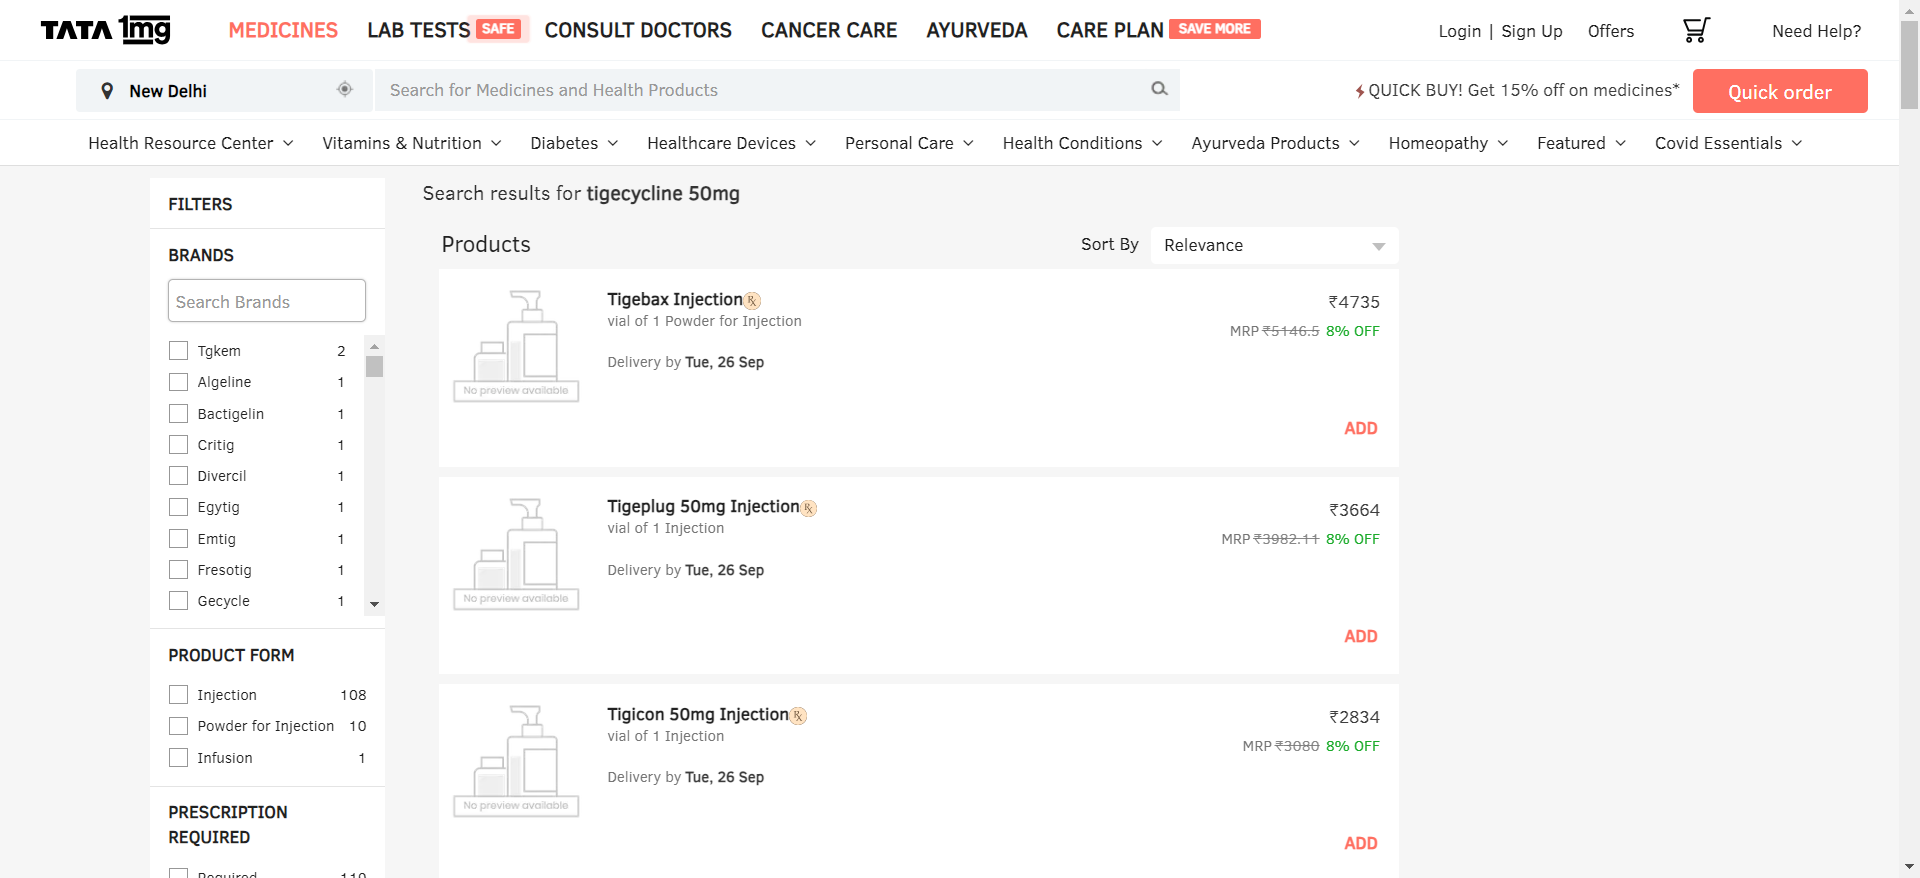 TATA 1mg
MEDICINES LAB TESTS SAFE CONSULT DOCTORS CANCER CARE AYURVEDA CARE PLAN SAVE MORE Login | Sign Up Offers Need Help?
New Delhi Search for Medicines and Health Products QUICK BUY! Get 15% off on medicines* Quick order
Health Resource Center Vitamins & Nutrition Diabetes Healthcare Devices Personal Care Health Conditions Ayurveda Products Homeopathy Featured Covid Essentials
FILTERS
BRANDS
Search Brands
Tgkem 2
Algeline 1
Bactigelin 1
Critig 1
Divercil 1
Egytig 1
Emtig 1
Fresotig 1
Gecycle 1
PRODUCT FORM
Injection 108
Powder for Injection 10
Infusion 1
PRESCRIPTION
REQUIRED
Required 119
Search results for tigecycline 50mg
Products Sort By Relevance
No preview available
Tigebax Injection ℞
vial of 1 Powder for Injection
Delivery by Tue, 26 Sep
₹4735
MRP ₹5146.5 8% OFF
ADD
No preview available
Tigeplug 50mg Injection ℞
vial of 1 Injection
Delivery by Tue, 26 Sep
₹3664
MRP ₹3982.11 8% OFF
ADD
No preview available
Tigicon 50mg Injection ℞
vial of 1 Injection
Delivery by Tue, 26 Sep
₹2834
MRP ₹3080 8% OFF
ADD